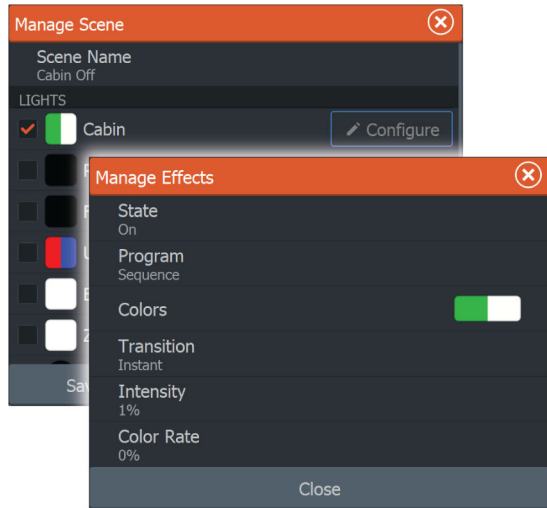 Manage Scene
Scene Name
Cabin Off
LIGHTS
Cabin
Configure
Manage Effects
State
On
Program
Sequence
Colors
Transition
Instant
Intensity
1%
Color Rate
0%
Close